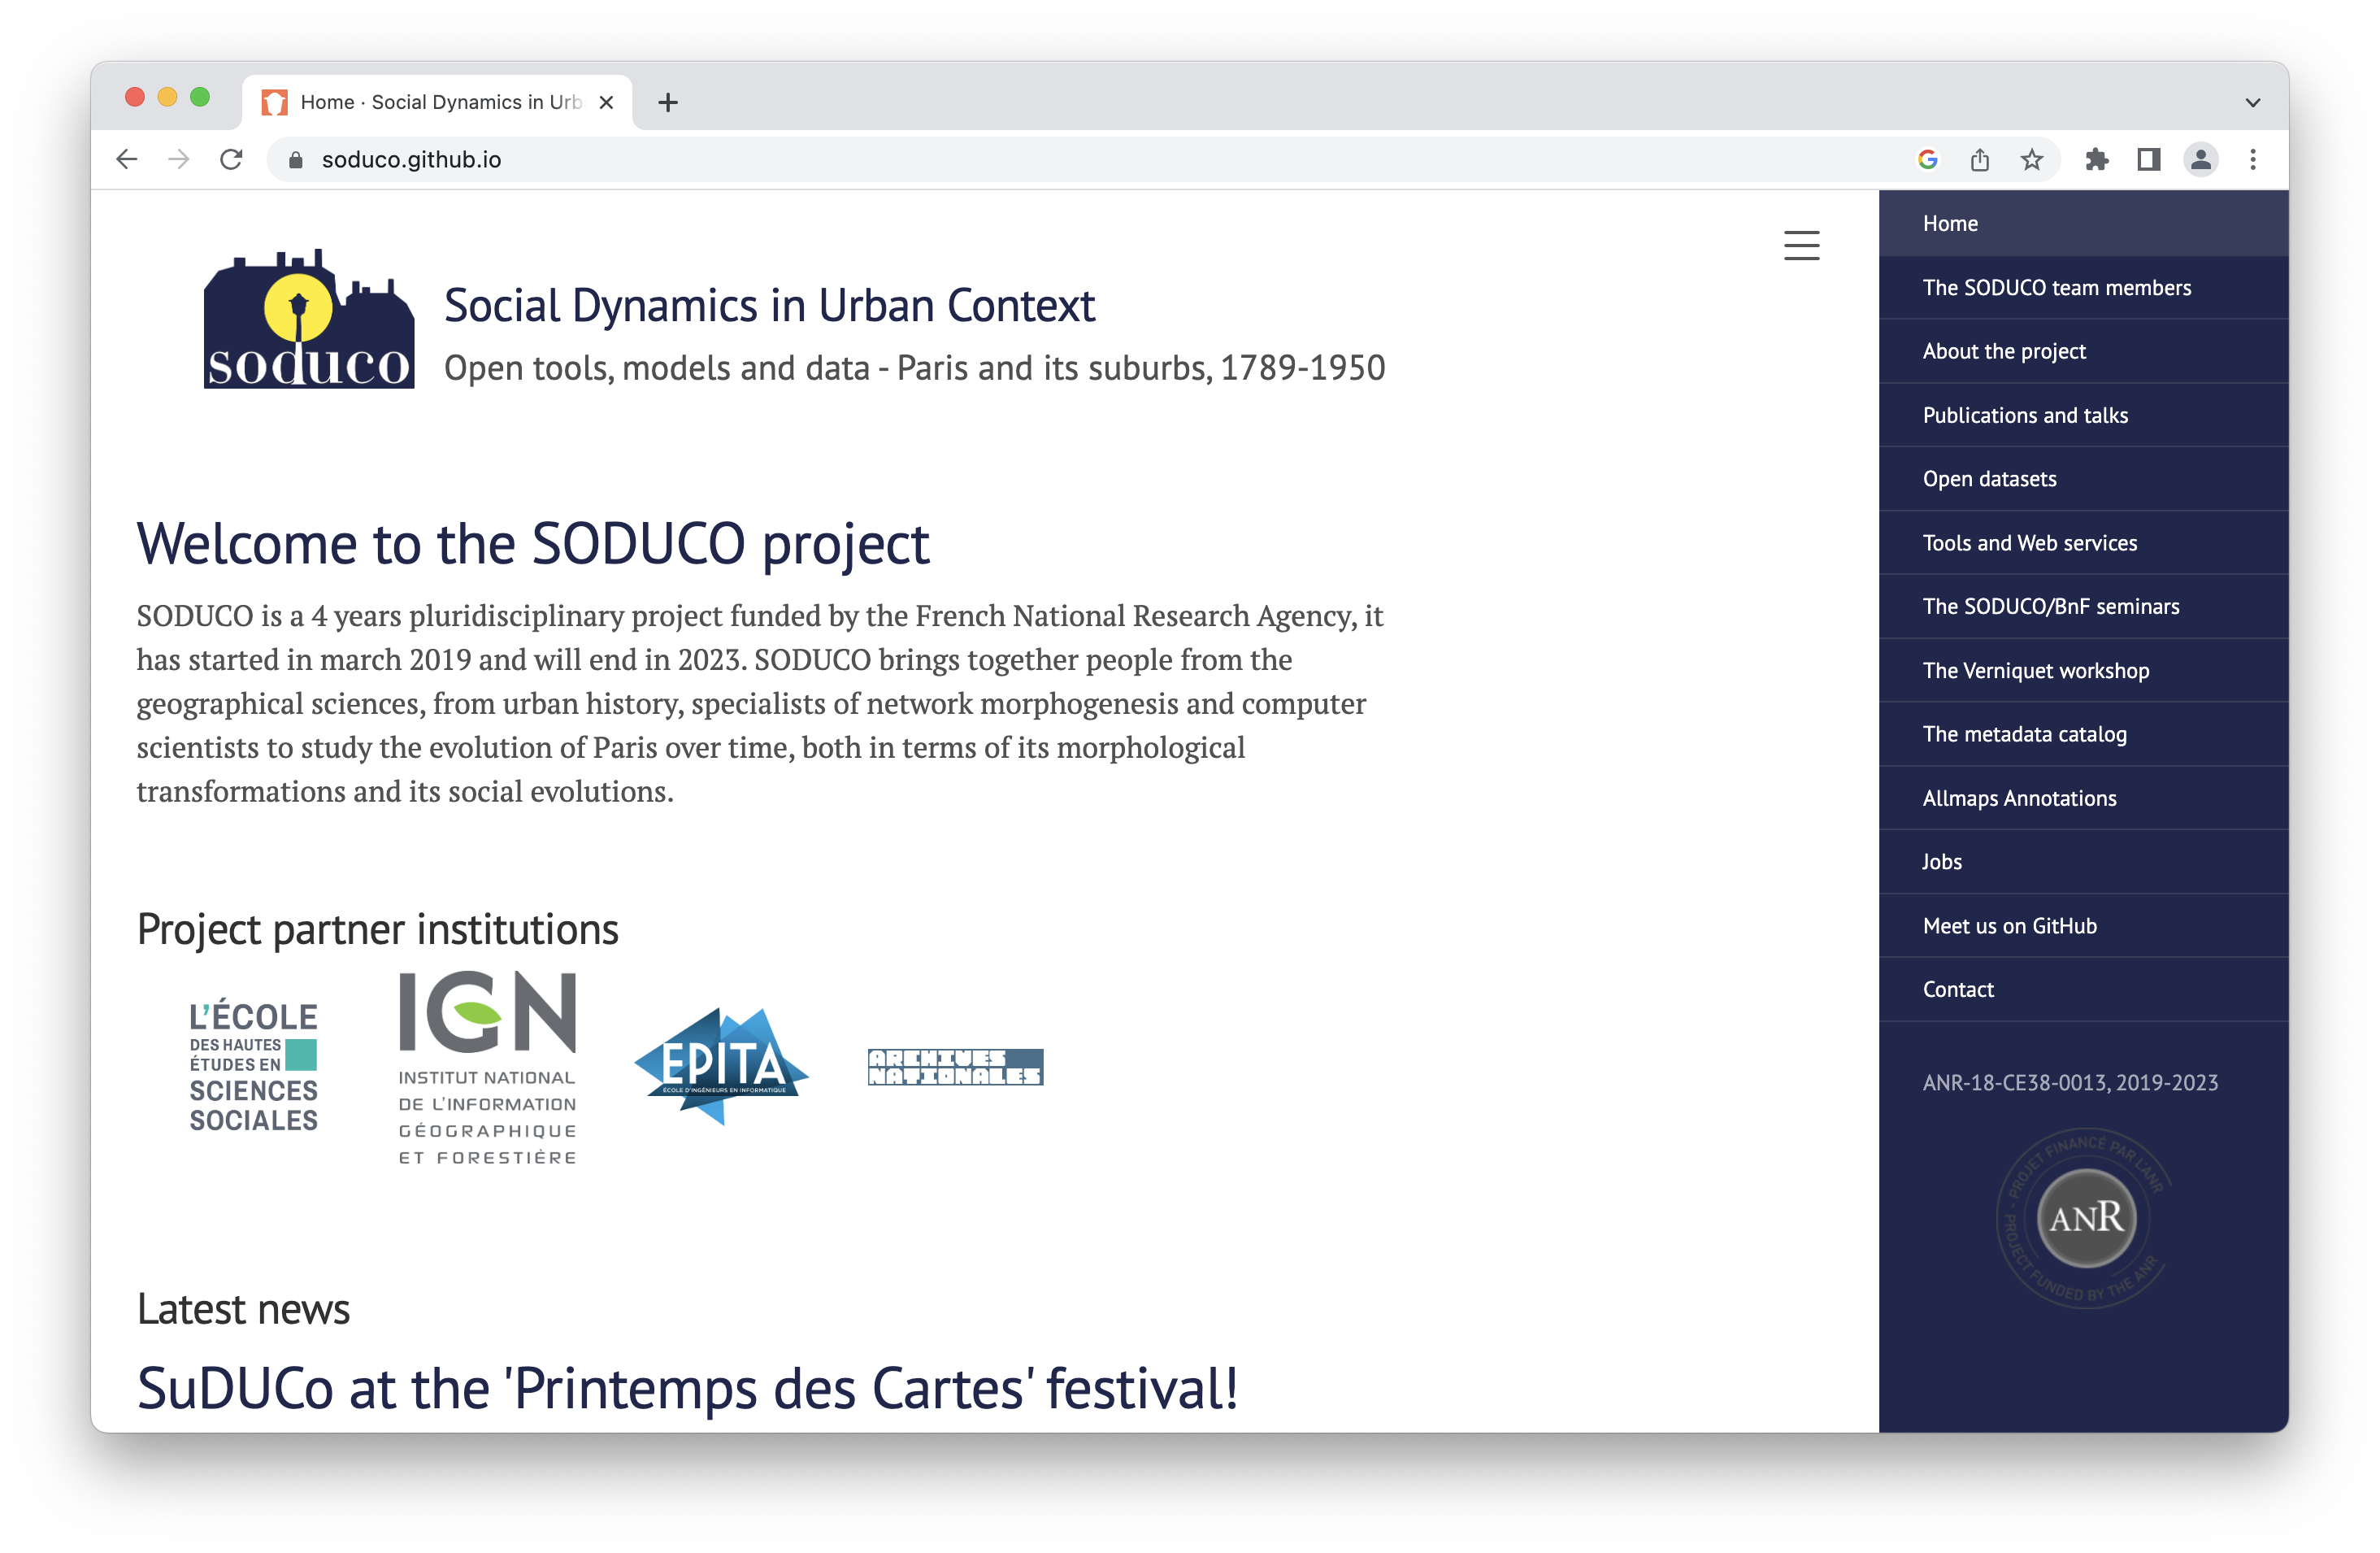 Home · Social Dynamics in Urb
soduco.github.io
soduco
Social Dynamics in Urban Context
Open tools, models and data - Paris and its suburbs, 1789-1950
Welcome to the SODUCO project
SODUCO is a 4 years pluridisciplinary project funded by the French National Research Agency, it
has started in march 2019 and will end in 2023. SODUCO brings together people from the
geographical sciences, from urban history, specialists of network morphogenesis and computer
scientists to study the evolution of Paris over time, both in terms of its morphological
transformations and its social evolutions.
Project partner institutions
L'ÉCOLE
DES HAUTES
ÉTUDES EN
SCIENCES
SOCIALES
IGN
INSTITUT NATIONAL
DE L'INFORMATION
GÉOGRAPHIQUE
ET FORESTIÈRE
EPITA
ÉCOLE D'INGÉNIEURS EN INFORMATIQUE
ARCHIVES
NATIONALES
Latest news
SuDUCo at the 'Printemps des Cartes' festival!
Home
The SODUCO team members
About the project
Publications and talks
Open datasets
Tools and Web services
The SODUCO/BnF seminars
The Verniquet workshop
The metadata catalog
Allmaps Annotations
Jobs
Meet us on GitHub
Contact
ANR-18-CE38-0013, 2019-2023
- PROJET FINANCÉ PAR L'ANR
ANR
PROJECT FUNDED BY THE ANR